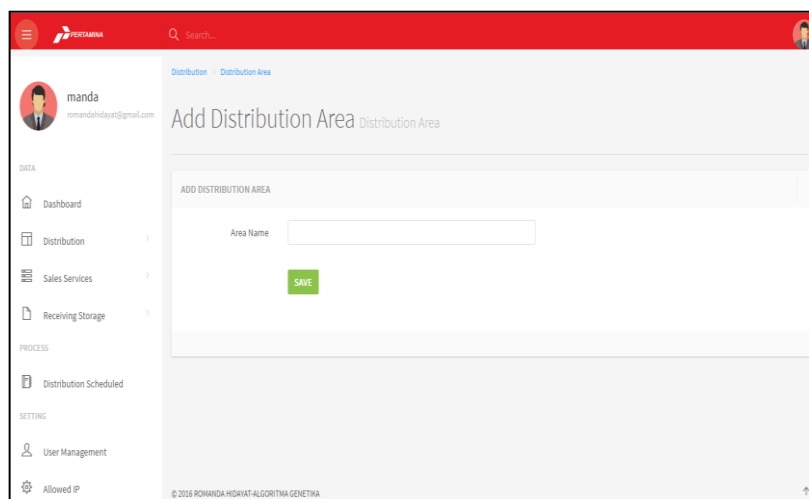 PERTAMINA
Search...
manda
romandahidayat@gmail.com
DATA
Dashboard
Distribution
Sales Services
Receiving Storage
PROCESS
Distribution Scheduled
SETTING
User Management
Allowed IP
Distribution Distribution Area
Add Distribution Area Distribution Area
ADD DISTRIBUTION AREA
Area Name
SAVE
© 2016 ROMANDA HIDAYAT-ALGORITMA GENETIKA